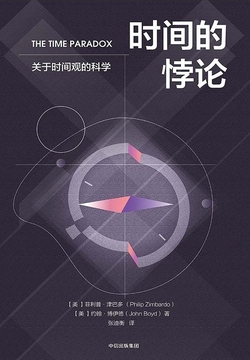 THE TIME PARADOX
关于时间观的科学
时间的
悖论
【美】菲利普·津巴多（Philip Zimbardo）
【美】约翰·博伊德（John Boyd）著
张迪衡 译
中信出版集团